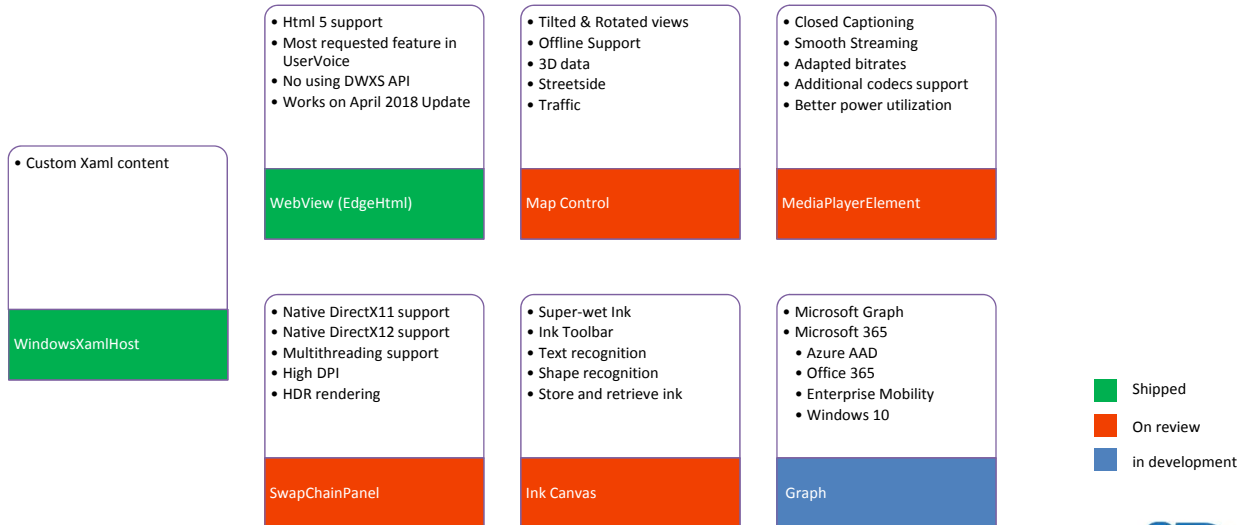 • Custom Xaml content
WindowsXamlHost
• Html 5 support
• Most requested feature in
UserVoice
• No using DWXS API
• Works on April 2018 Update
WebView (EdgeHtml)
• Tilted & Rotated views
• Offline Support
• 3D data
• Streetside
• Traffic
Map Control
• Closed Captioning
• Smooth Streaming
• Adapted bitrates
• Additional codecs support
• Better power utilization
MediaPlayerElement
• Native DirectX11 support
• Native DirectX12 support
• Multithreading support
• High DPI
• HDR rendering
SwapChainPanel
• Super-wet Ink
• Ink Toolbar
• Text recognition
• Shape recognition
• Store and retrieve ink
Ink Canvas
• Microsoft Graph
• Microsoft 365
• Azure AAD
• Office 365
• Enterprise Mobility
• Windows 10
Graph
Shipped
On review
in development